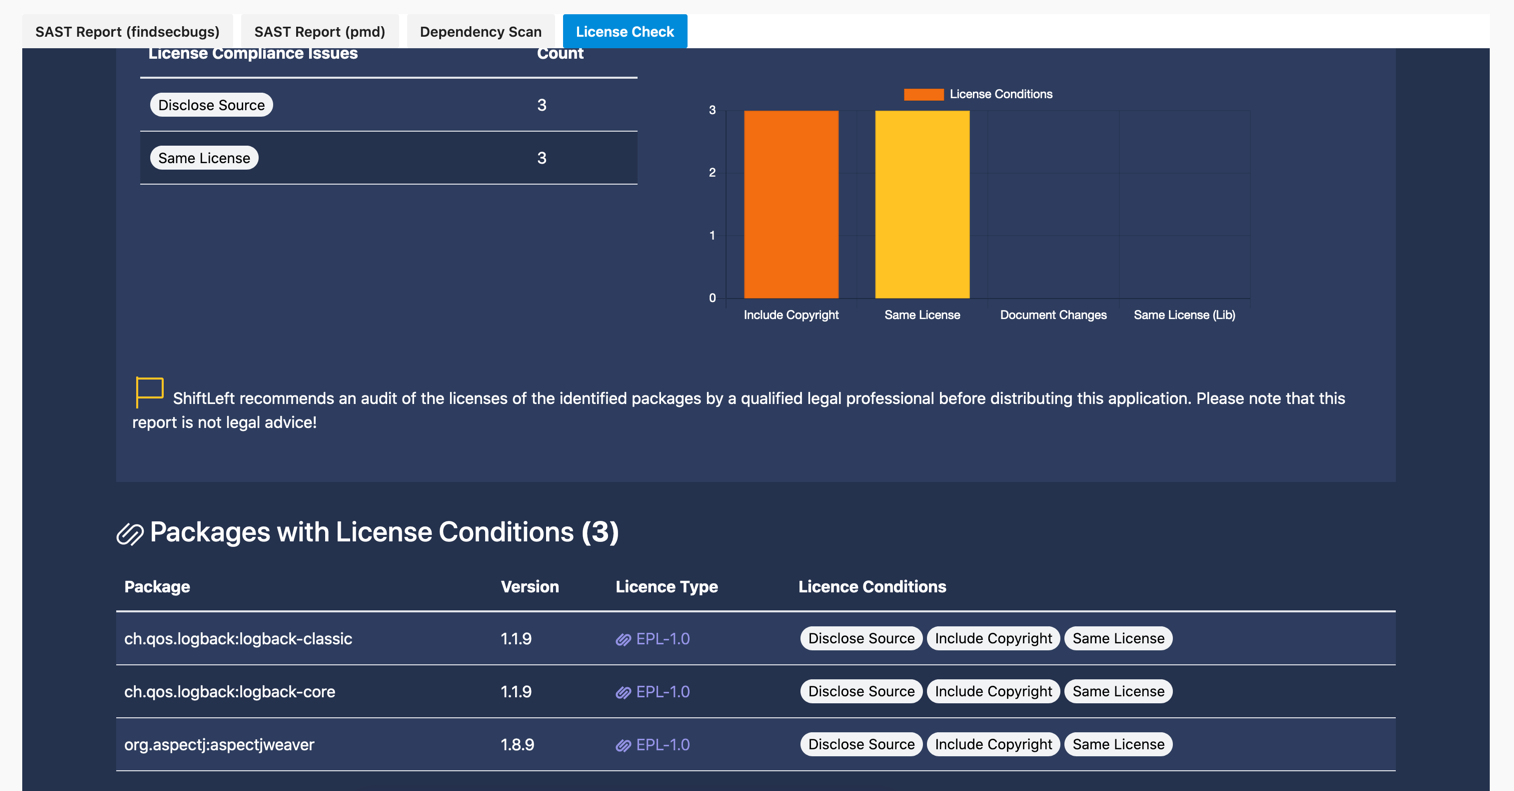 SAST Report (findsecbugs) SAST Report (pmd) Dependency Scan License Check
License Compliance Issues Count
Disclose Source 3
Same License 3
License Conditions
3
2
1
0
Include Copyright Same License Document Changes Same License (Lib)
ShiftLeft recommends an audit of the licenses of the identified packages by a qualified legal professional before distributing this application. Please note that this
report is not legal advice!
Packages with License Conditions (3)
Package Version Licence Type Licence Conditions
ch.qos.logback:logback-classic 1.1.9 EPL-1.0 Disclose Source Include Copyright Same License
ch.qos.logback:logback-core 1.1.9 EPL-1.0 Disclose Source Include Copyright Same License
org.aspectj:aspectjweaver 1.8.9 EPL-1.0 Disclose Source Include Copyright Same License